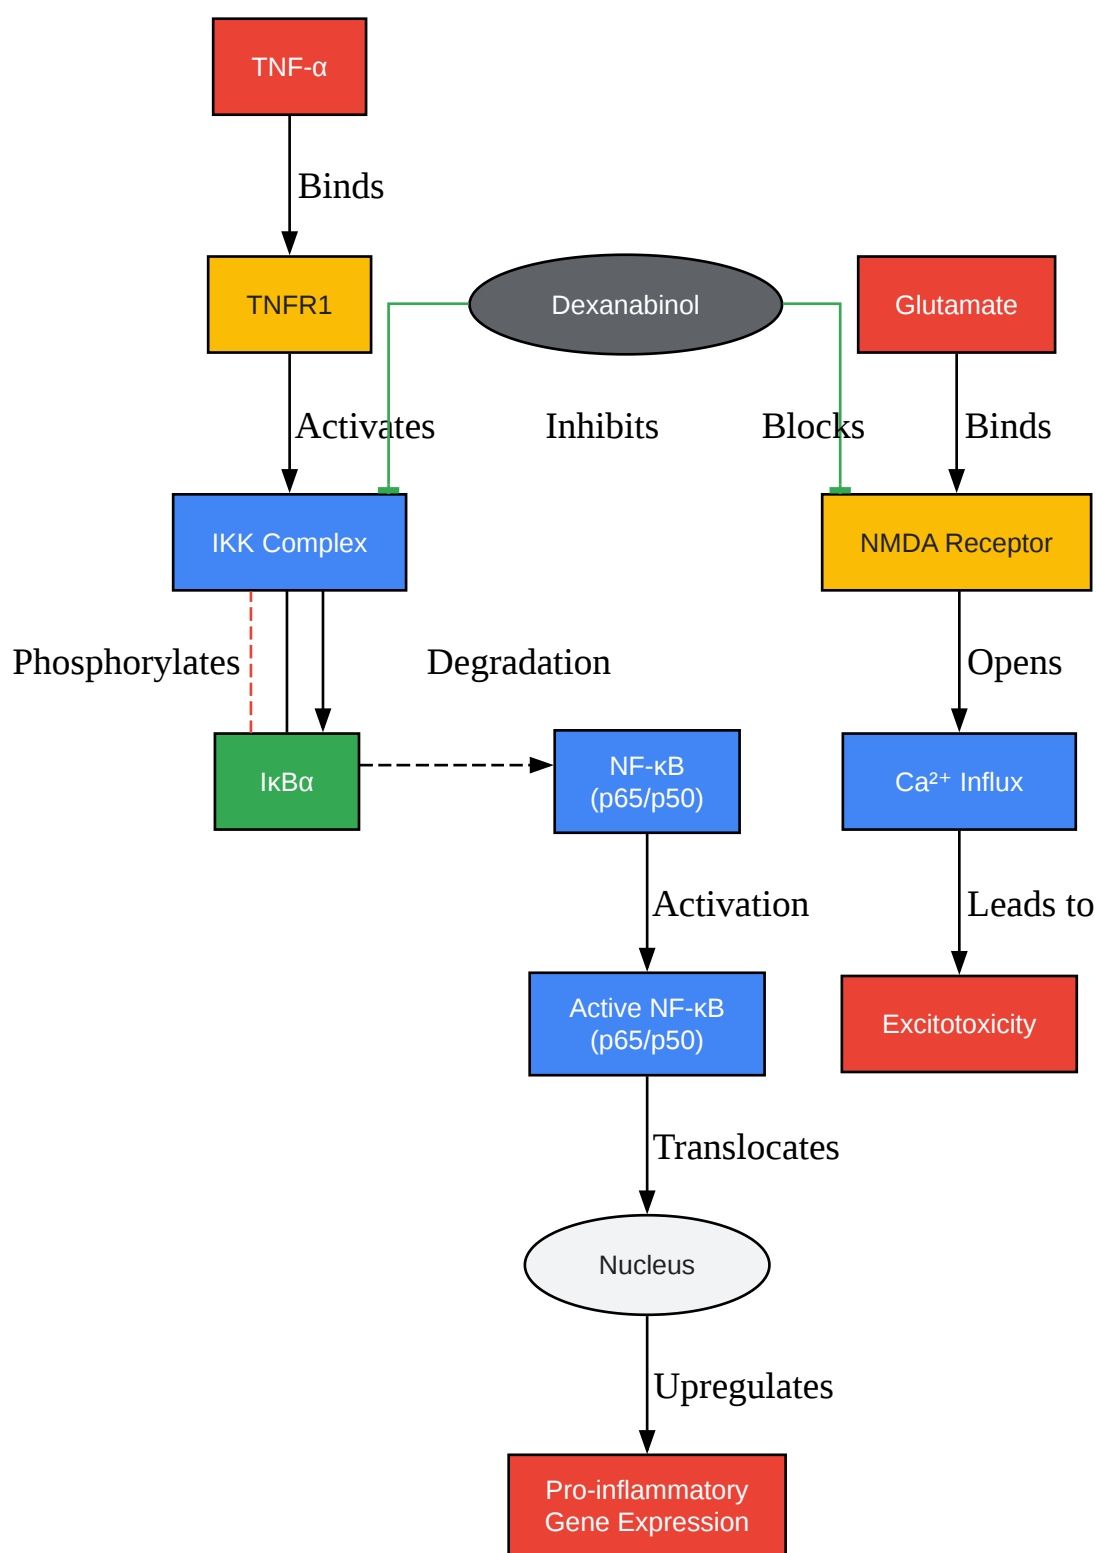 TNF-α
Binds
TNFR1
Dexanabinol
Glutamate
Activates
Inhibits
Blocks
Binds
IKK Complex
NMDA Receptor
Phosphorylates
Degradation
Opens
IκBα
NF-κB
(p65/p50)
Ca²⁺ Influx
Activation
Leads to
Active NF-κB
(p65/p50)
Excitotoxicity
Translocates
Nucleus
Upregulates
Pro-inflammatory
Gene Expression